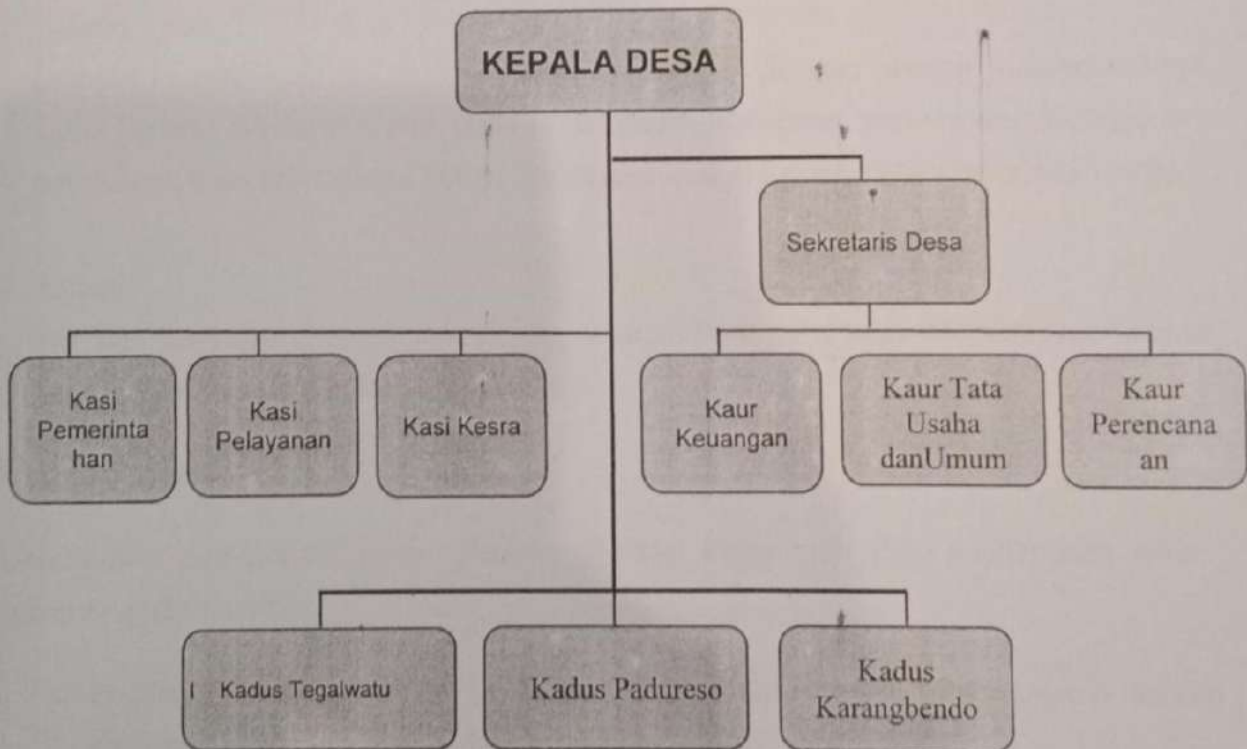 KEPALA DESA
Sekretaris Desa
Kasi
Pemerinta
han
Kasi
Pelayanan
Kasi Kesra
Kaur
Keuangan
Kaur Tata
Usaha
danUmum
Kaur
Perencana
an
Kadus Tegalwatu
Kadus Padureso
Kadus
Karangbendo